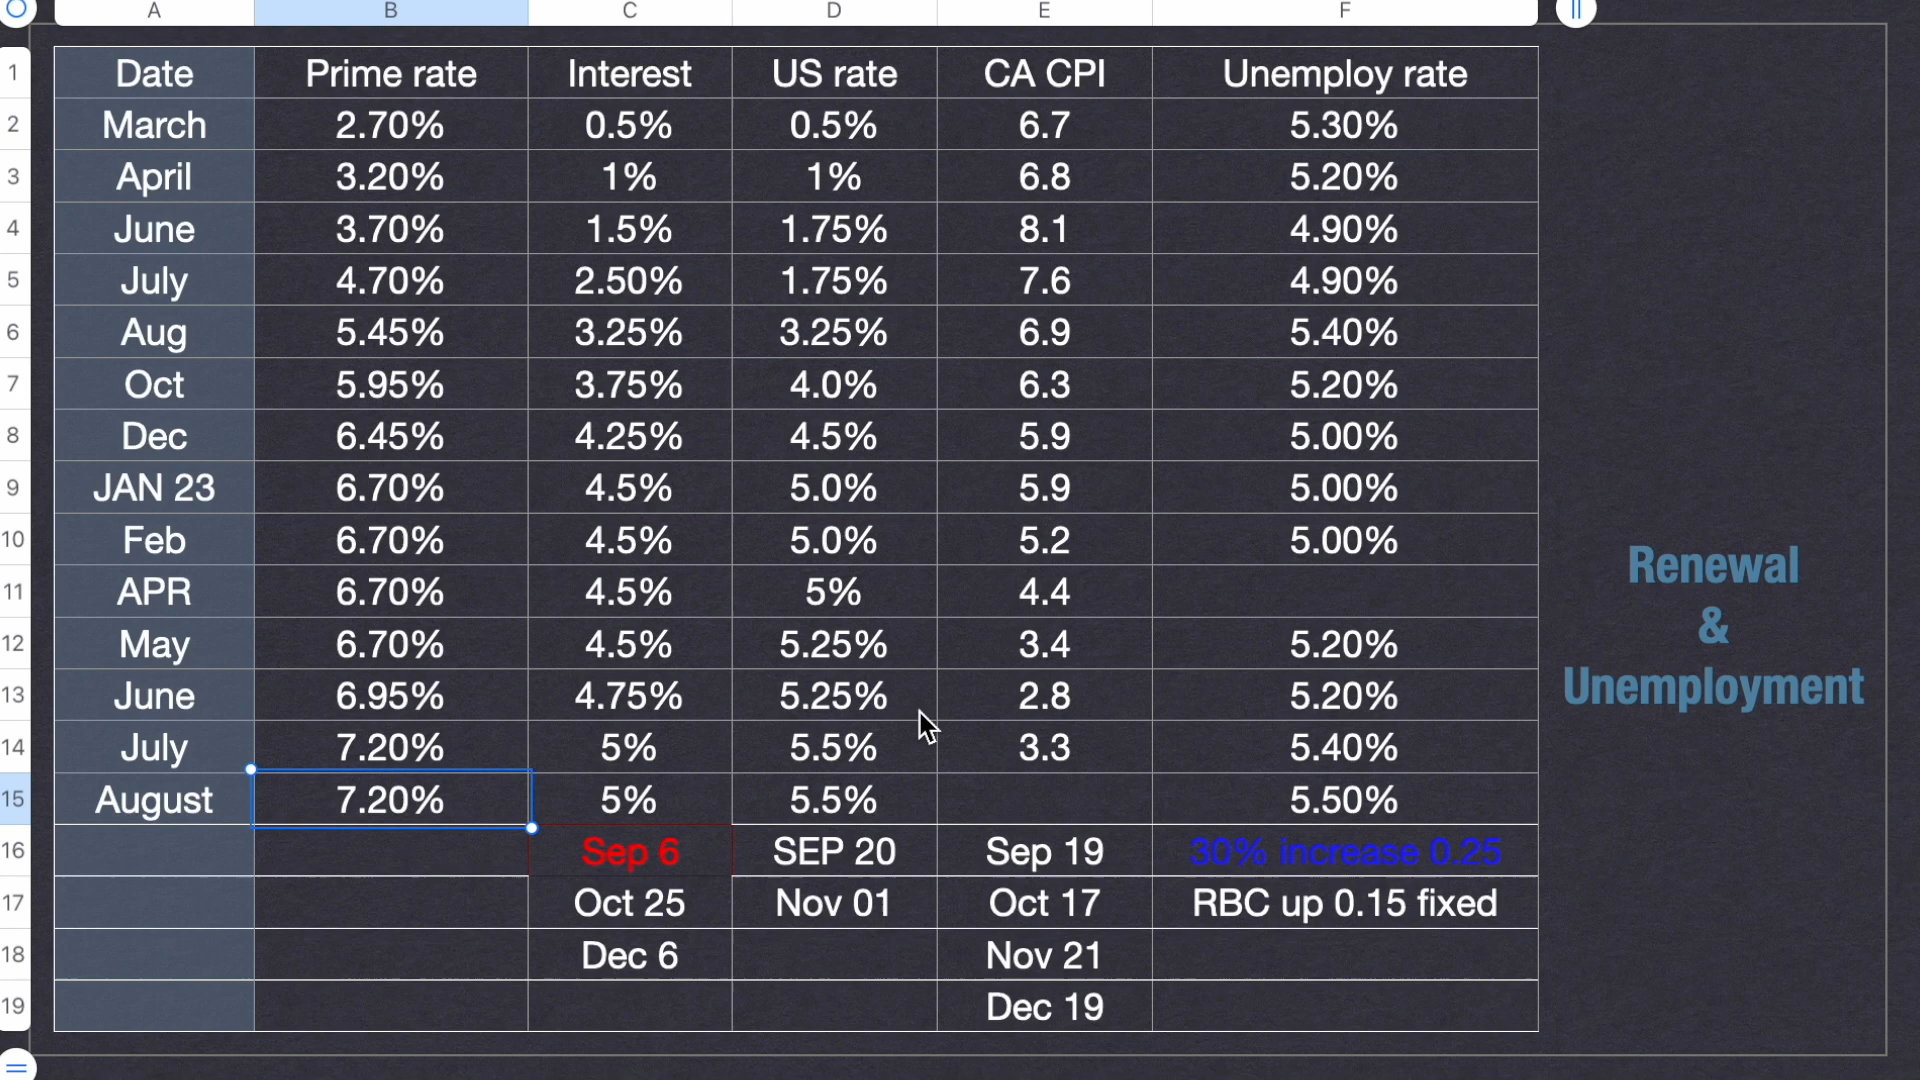 A B C D E F
1 Date Prime rate Interest US rate CA CPI Unemploy rate
2 March 2.70% 0.5% 0.5% 6.7 5.30%
3 April 3.20% 1% 1% 6.8 5.20%
4 June 3.70% 1.5% 1.75% 8.1 4.90%
5 July 4.70% 2.50% 1.75% 7.6 4.90%
6 Aug 5.45% 3.25% 3.25% 6.9 5.40%
7 Oct 5.95% 3.75% 4.0% 6.3 5.20%
8 Dec 6.45% 4.25% 4.5% 5.9 5.00%
9 JAN 23 6.70% 4.5% 5.0% 5.9 5.00%
10 Feb 6.70% 4.5% 5.0% 5.2 5.00%
11 APR 6.70% 4.5% 5% 4.4
12 May 6.70% 4.5% 5.25% 3.4 5.20%
13 June 6.95% 4.75% 5.25% 2.8 5.20%
14 July 7.20% 5% 5.5% 3.3 5.40%
15 August 7.20% 5% 5.5% 5.50%
16 Sep 6 SEP 20 Sep 19 30% increase 0.25
17 Oct 25 Nov 01 Oct 17 RBC up 0.15 fixed
18 Dec 6 Nov 21
19 Dec 19
Renewal
&
Unemployment